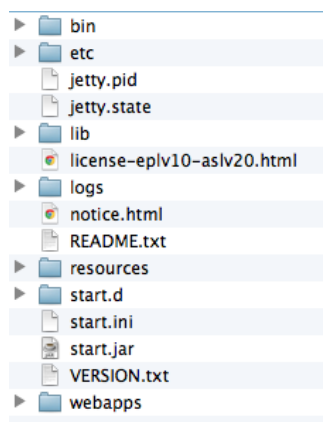 bin
etc
jetty.pid
jetty.state
lib
license-eplv10-aslv20.html
logs
notice.html
README.txt
resources
start.d
start.ini
start.jar
VERSION.txt
webapps